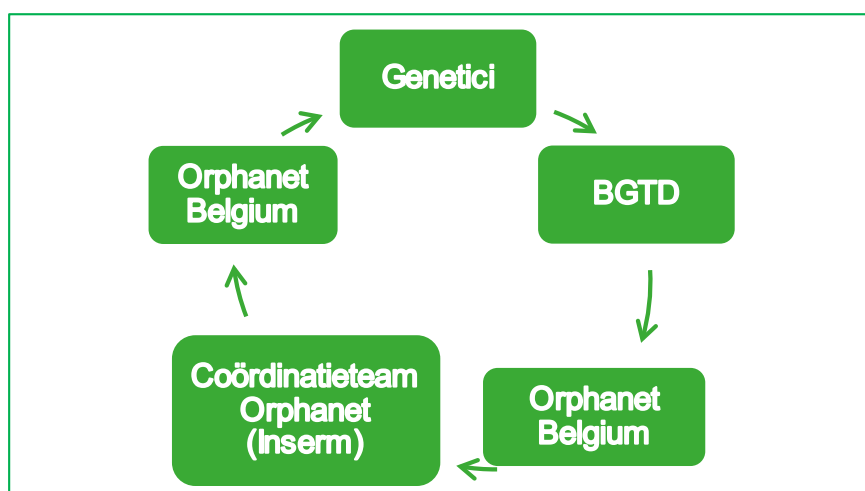 Genetici
BGTD
Orphanet
Belgium
Coördinatieteam
Orphanet
(Inserm)
Orphanet
Belgium